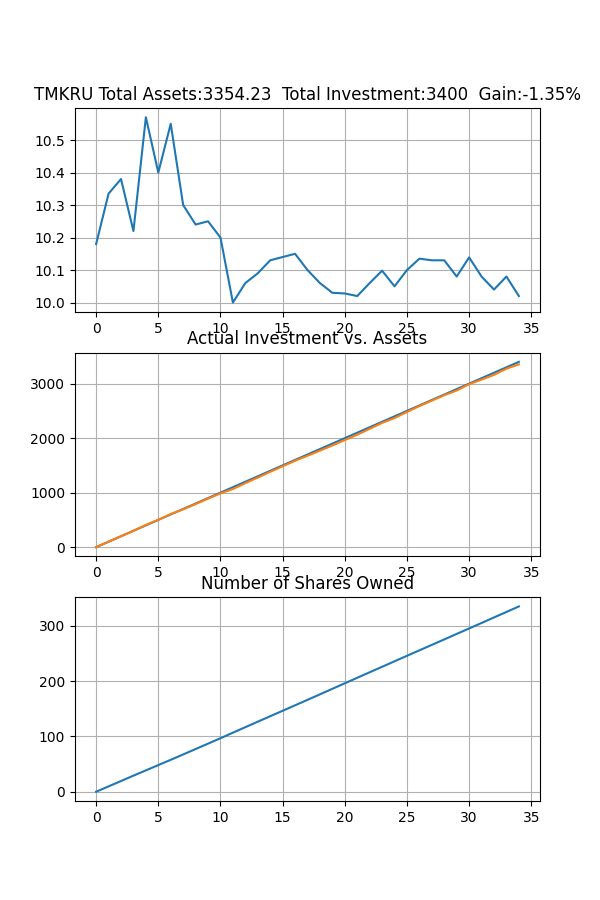 TMKRU Total Assets:3354.23  Total Investment:3400  Gain:-1.35%
10.5
10.4
10.3
10.2
10.1
10.0
0 5 10 15 20 25 30 35
Actual Investment vs. Assets
3000
2000
1000
0
0 5 10 15 20 25 30 35
Number of Shares Owned
300
200
100
0
0 5 10 15 20 25 30 35